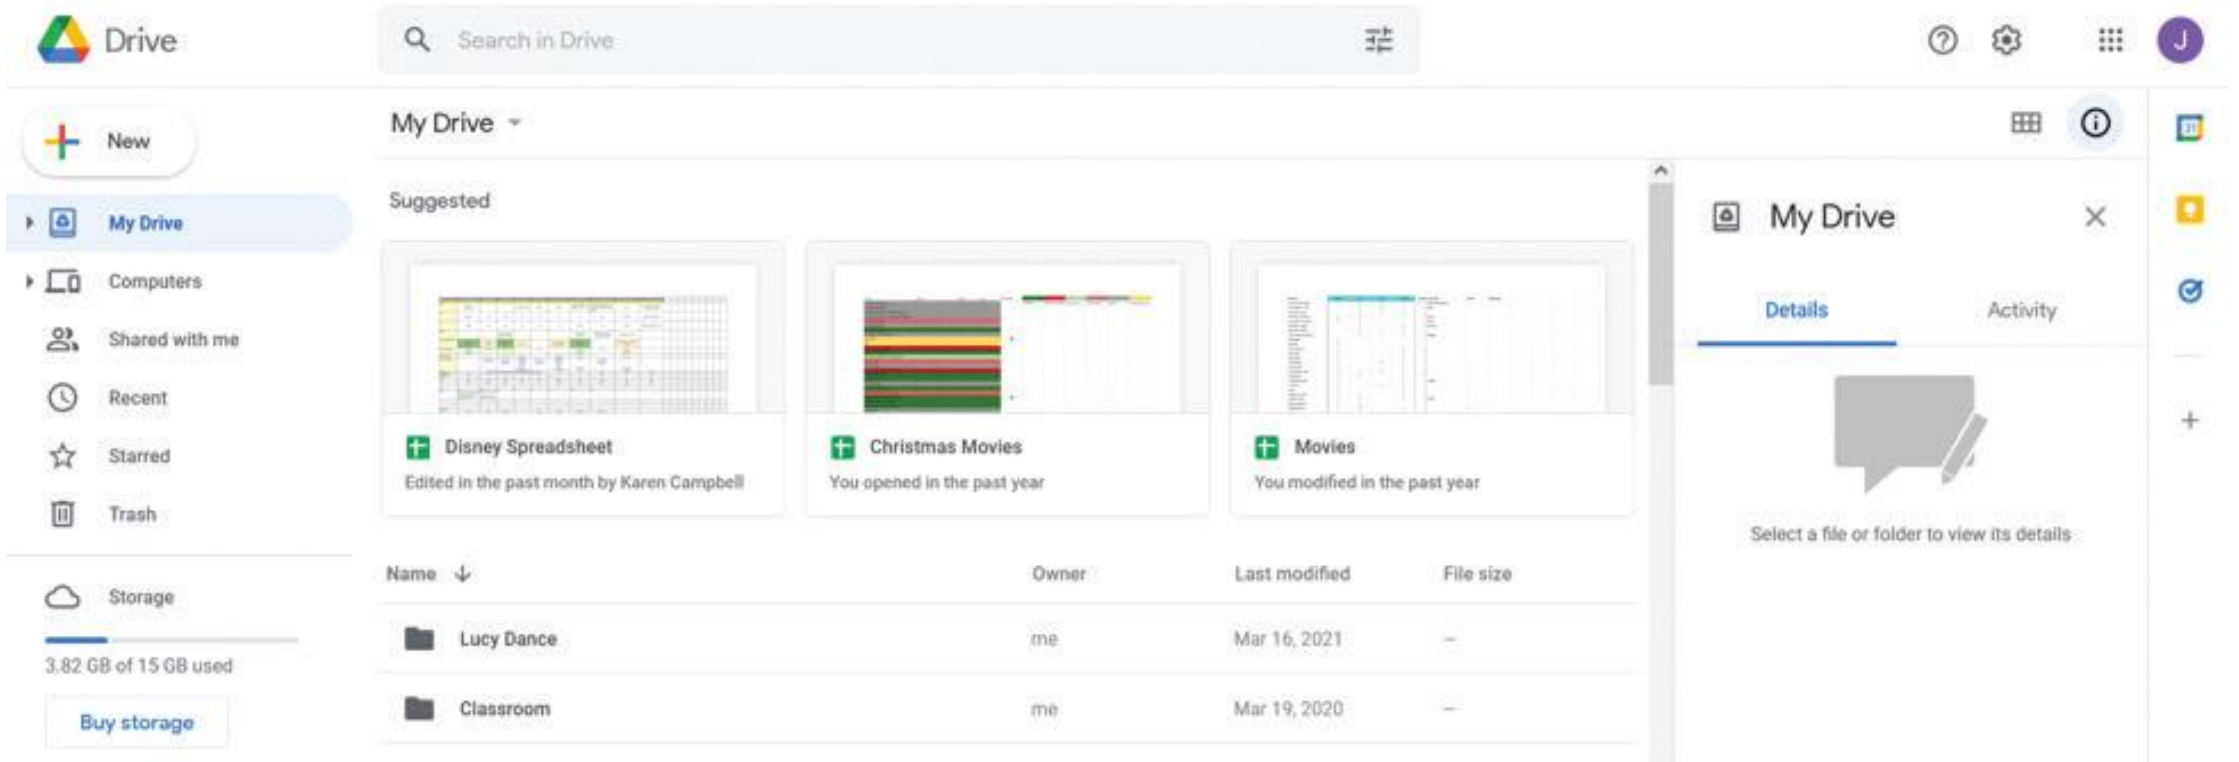 Drive
Search in Drive
J
New
My Drive
31
My Drive
Computers
Shared with me
Recent
Starred
Trash
Storage
3.82 GB of 15 GB used
Buy storage
Suggested
Disney Spreadsheet
Edited in the past month by Karen Campbell
Christmas Movies
You opened in the past year
Movies
You modified in the past year
Name Owner Last modified File size
Lucy Dance me Mar 16, 2021 —
Classroom me Mar 19, 2020 —
My Drive
Details Activity
Select a file or folder to view its details